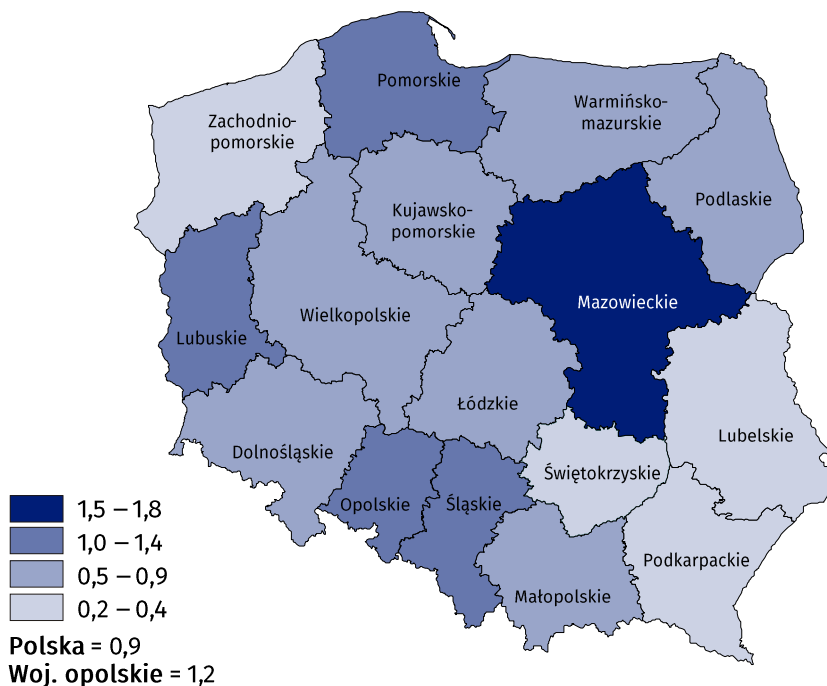 Pomorskie
Warmińsko-
mazurskie
Zachodnio-
pomorskie
Podlaskie
Kujawsko-
pomorskie
Mazowieckie
Wielkopolskie
Lubuskie
Łódzkie
Lubelskie
Dolnośląskie
Świętokrzyskie
Opolskie
Śląskie
Podkarpackie
Małopolskie
1,5 – 1,8
1,0 – 1,4
0,5 – 0,9
0,2 – 0,4
Polska = 0,9
Woj. opolskie = 1,2